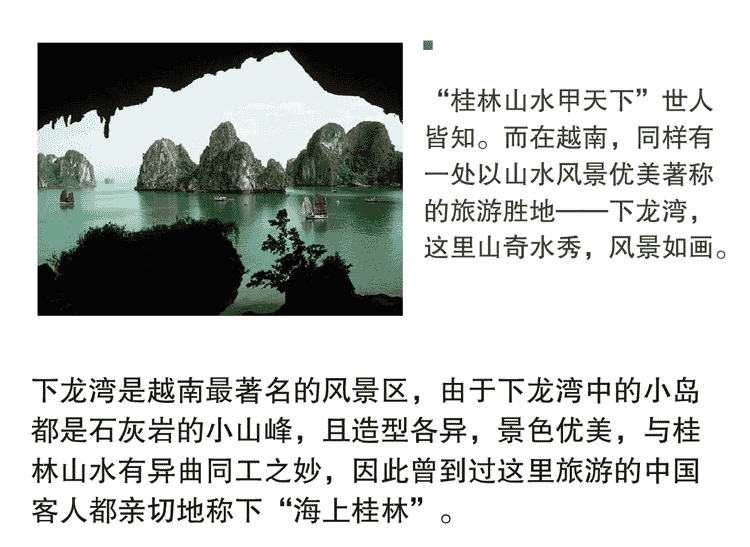 “桂林山水甲天下”世人
皆知。而在越南，同样有
一处以山水风景优美著称
的旅游胜地——下龙湾，
这里山奇水秀，风景如画。
下龙湾是越南最著名的风景区，由于下龙湾中的小岛
都是石灰岩的小山峰，且造型各异，景色优美，与桂
林山水有异曲同工之妙，因此曾到过这里旅游的中国
客人都亲切地称下“海上桂林”。